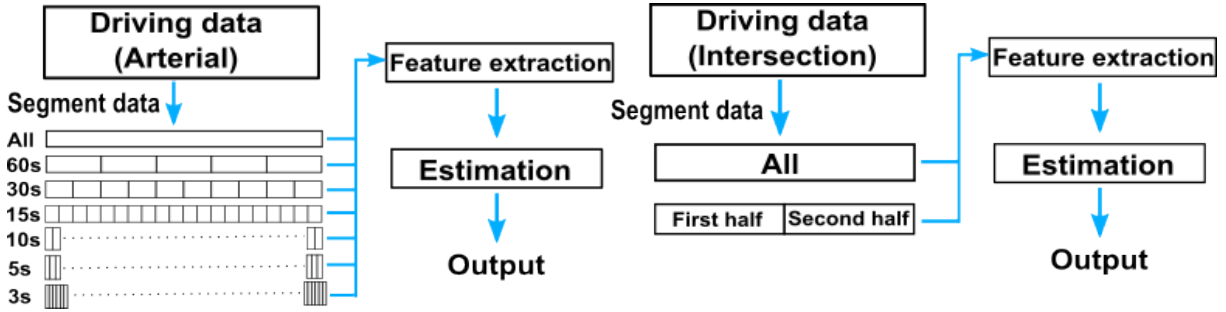 Driving data
(Arterial)
Segment data
All
60s
30s
15s
10s
5s
3s
Feature extraction
Estimation
Output
Driving data
(Intersection)
Segment data
All
First half
Second half
Feature extraction
Estimation
Output